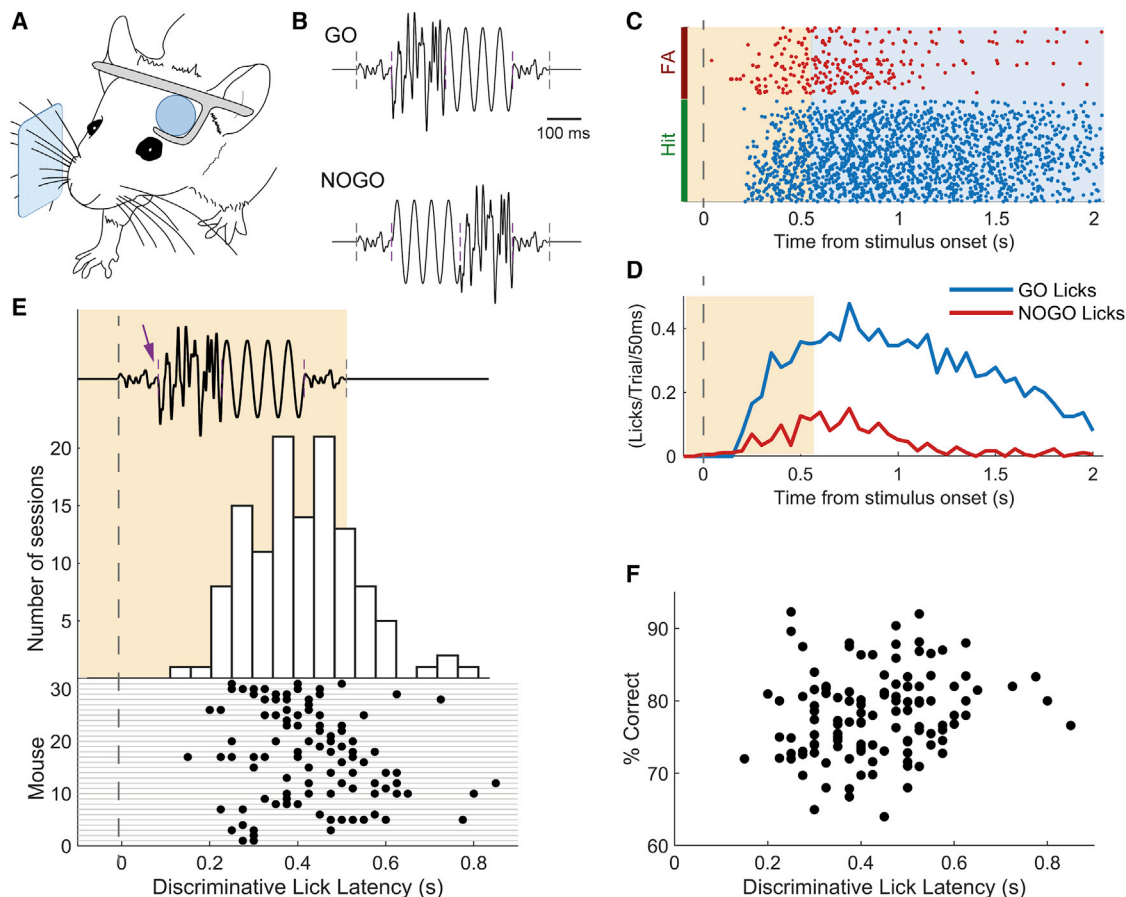 A
B
GO
100 ms
NOGO
C
FA
Hit
0 0.5 1 1.5 2
Time from stimulus onset (s)
D
GO Licks
NOGO Licks
0.4
0.2
0
(Licks/Trial/50ms)
0 0.5 1 1.5 2
Time from stimulus onset (s)
E
20
15
10
5
Number of sessions
30
20
10
0
Mouse
0 0.2 0.4 0.6 0.8
Discriminative Lick Latency (s)
F
90
80
70
60
% Correct
0 0.2 0.4 0.6 0.8
Discriminative Lick Latency (s)